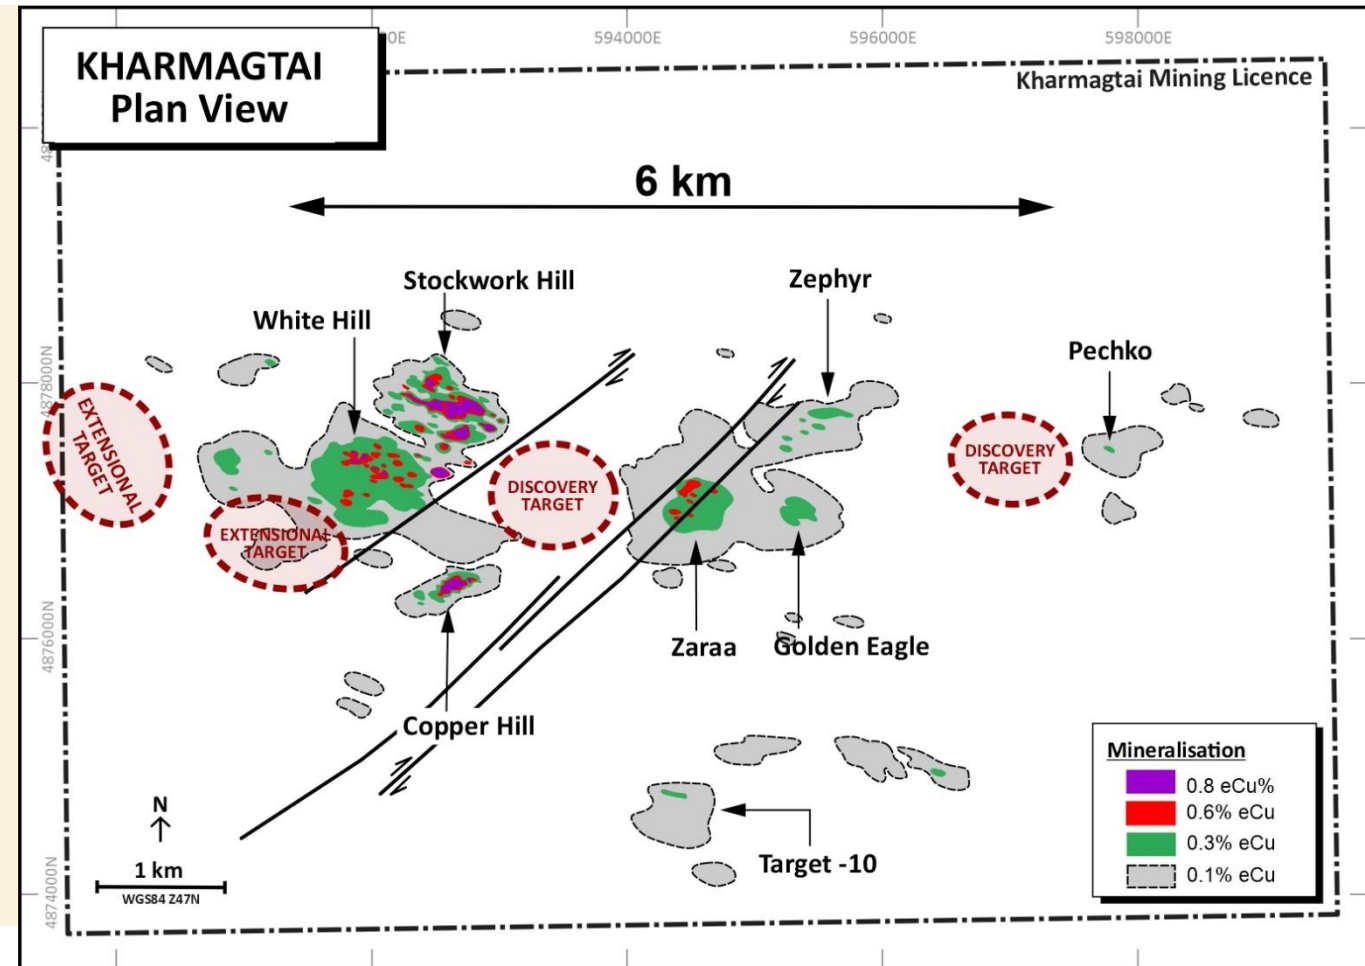 KHARMAGTAI
Plan View
594000E
596000E
598000E
Kharmagtai Mining Licence
6 km
Stockwork Hill
Zephyr
White Hill
Pechko
4878000N
EXTENSIONAL
TARGET
DISCOVERY
TARGET
DISCOVERY
TARGET
EXTENSIONAL
TARGET
4876000N
Zaraa
Golden Eagle
Copper Hill
Mineralisation
0.8 eCu%
0.6% eCu
0.3% eCu
0.1% eCu
N
1 km
WGS84 Z47N
Target -10
4874000N